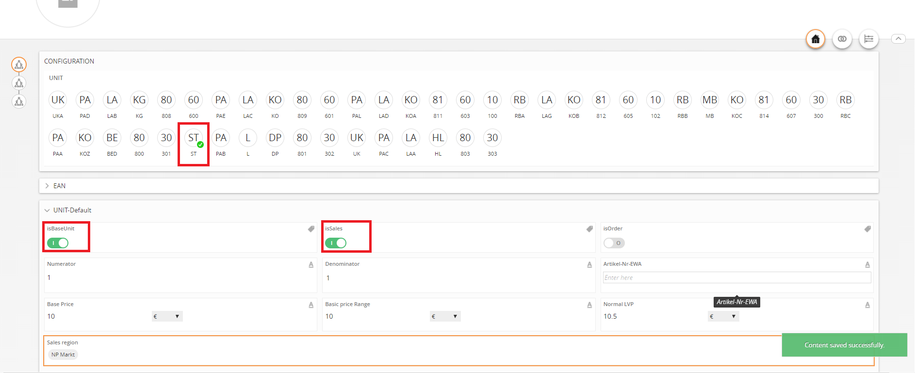 CONFIGURATION
UNIT
UK PA LA KG 80 60 PA LA KO 80 60 PA LA KO 81 60 10 RB LA KO 81 60 10 RB MB KO 81 60 30 RB
UKA PAD LAB KG 808 600 PAE LAC KO 809 601 PAL LAD KOA 811 603 100 RBA LAG KOB 812 605 102 RBB MBB KOC 814 607 300 RBC
PA KO BE 80 30 ST PA L DP 80 30 UK PA LA HL 80 30
PAA KOZ BED 800 301 ST PAB L DP 801 302 UK PAC LAA HL 803 303
EAN
UNIT-Default
isBaseUnit isSales isOrder
Numerator Denominator Artikel-Nr-EWA
1 1 Enter here
Artikel-Nr-EWA
Base Price Basic price Range Normal LVP
10 € 10 € 10.5 €
Sales region
NP Markt
Content saved successfully.